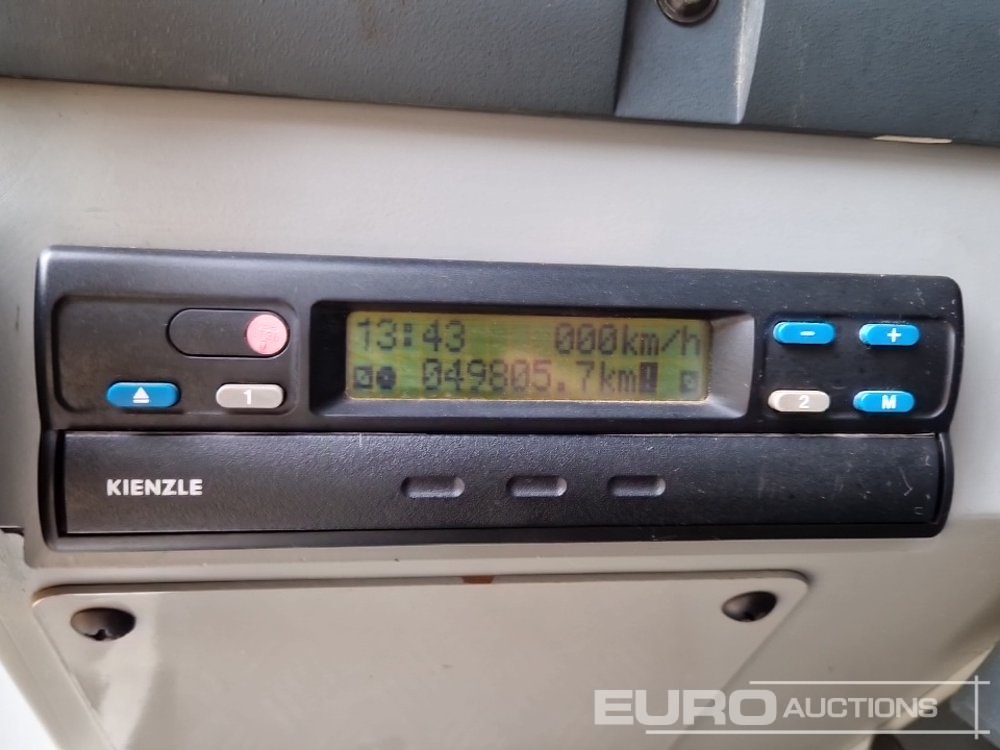 13:43 000km/h
049805.7km!
1
- +
2 M
KIENZLE
EURO AUCTIONS